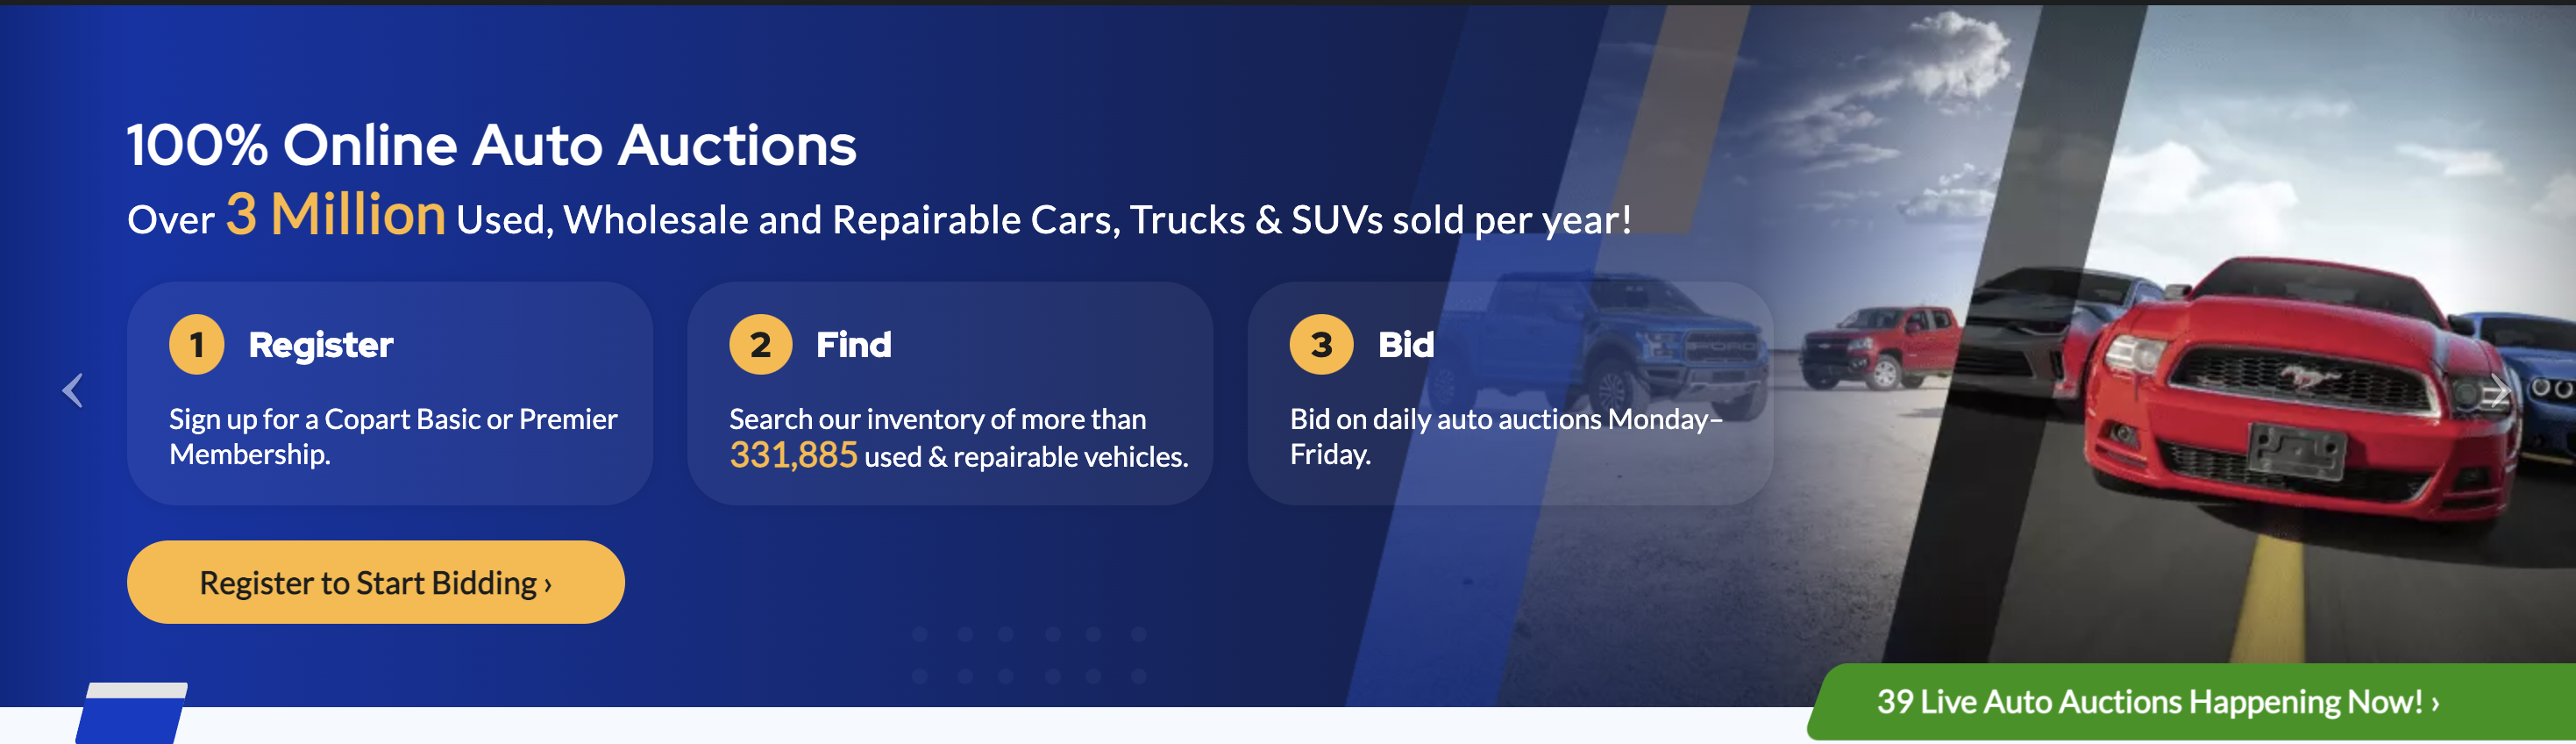 100% Online Auto Auctions
Over 3 Million Used, Wholesale and Repairable Cars, Trucks & SUVs sold per year!
1 Register
Sign up for a Copart Basic or Premier
Membership.
2 Find
Search our inventory of more than
331,885 used & repairable vehicles.
3 Bid
Bid on daily auto auctions Monday–
Friday.
FORD
Register to Start Bidding ›
39 Live Auto Auctions Happening Now! ›